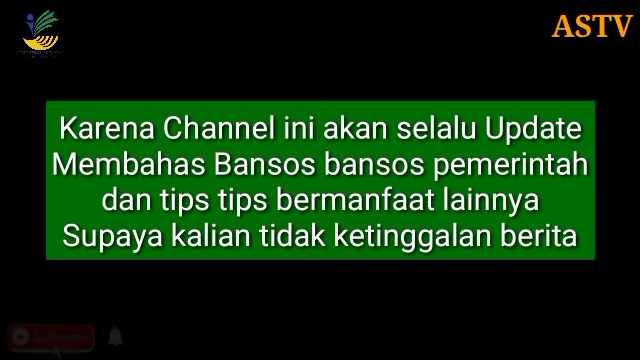 ASTV
Karena Channel ini akan selalu Update
Membahas Bansos bansos pemerintah
dan tips tips bermanfaat lainnya
Supaya kalian tidak ketinggalan berita